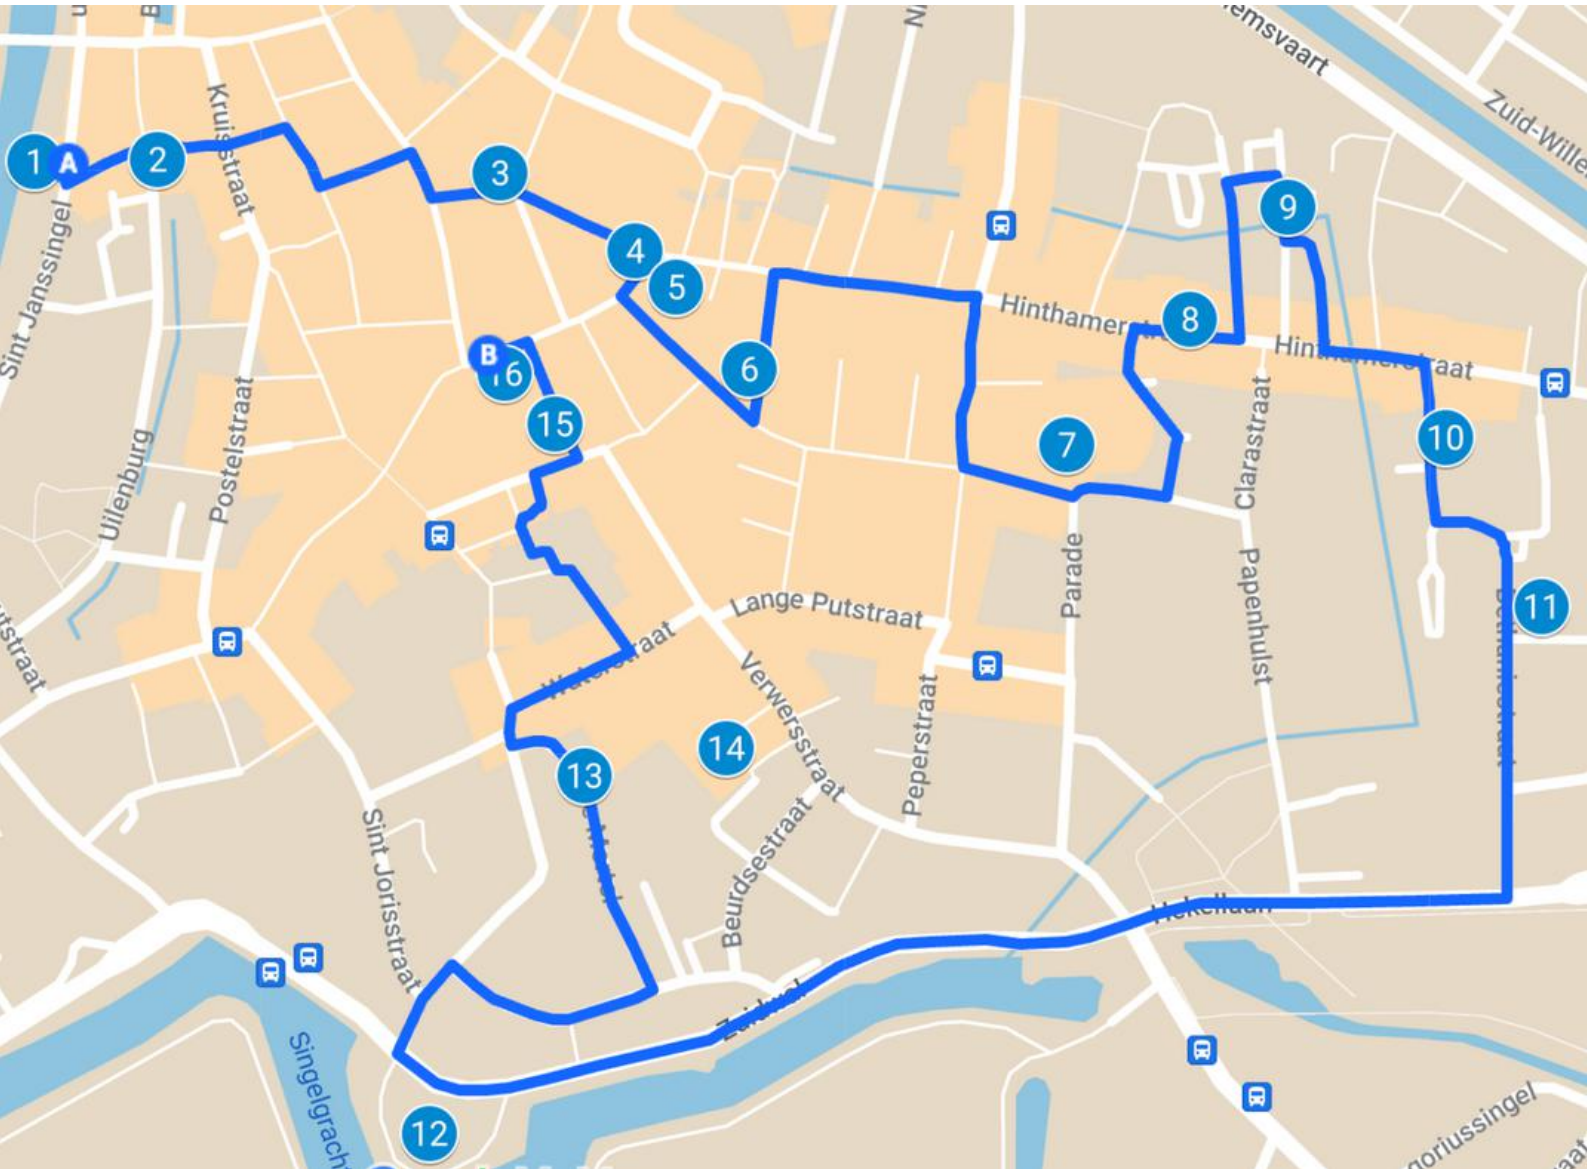 Kruisstraat
Zuid-Wille
1
A
2
3
4
5
6
7
8
9
Sint Janssingel
Hinthamerstraat
Hinthamerstraat
B
16
15
10
Clarastraat
Postelstraat
Uilenburg
Parade
Papenhulst
Lange Putstraat
11
Waterstraat
Verwersstraat
Peperstraat
14
13
Beurdsestraat
Sint Jorisstraat
Hekellaan
Zuidwal
Singelgracht
12